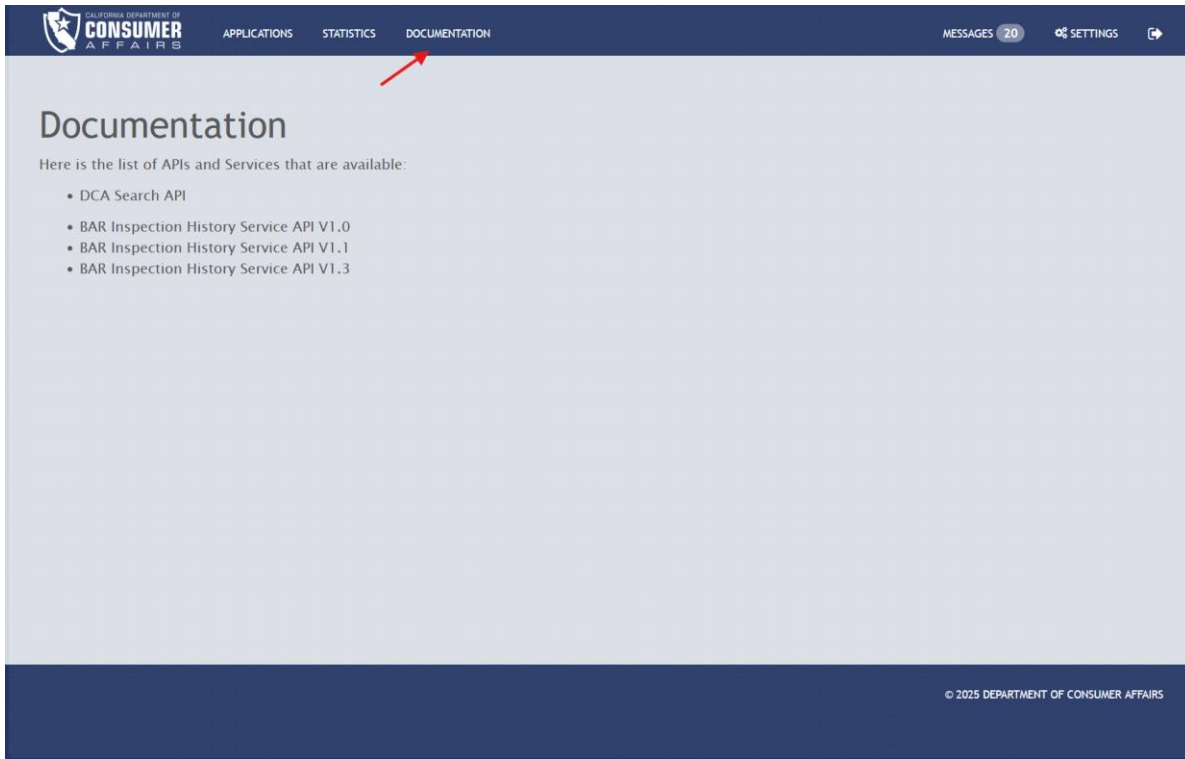 CALIFORNIA DEPARTMENT OF
CONSUMER
AFFAIRS
APPLICATIONS STATISTICS DOCUMENTATION MESSAGES 20 SETTINGS
Documentation
Here is the list of APIs and Services that are available:
• DCA Search API
• BAR Inspection History Service API V1.0
• BAR Inspection History Service API V1.1
• BAR Inspection History Service API V1.3
© 2025 DEPARTMENT OF CONSUMER AFFAIRS